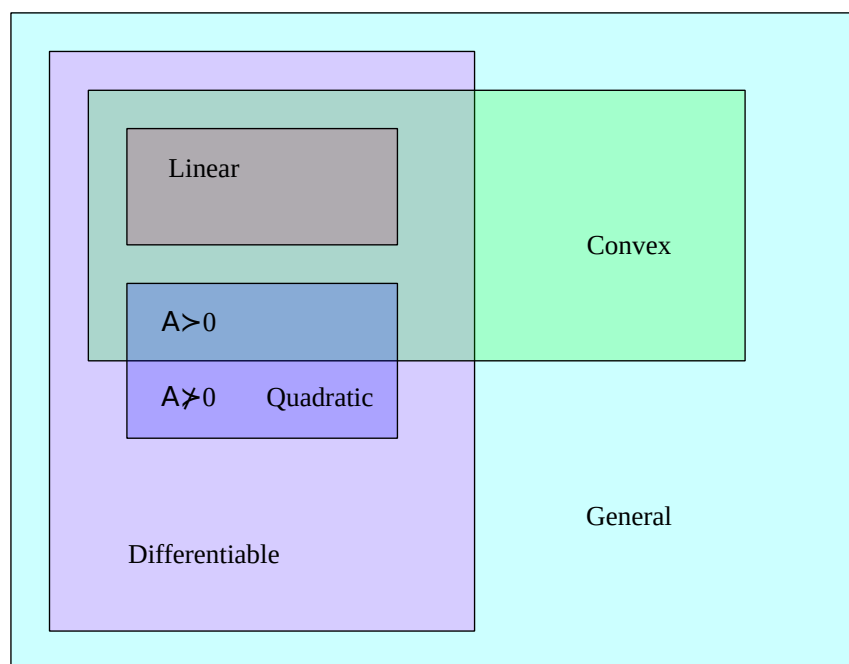 Linear
Convex
A≻0
A⊁0 Quadratic
General
Differentiable